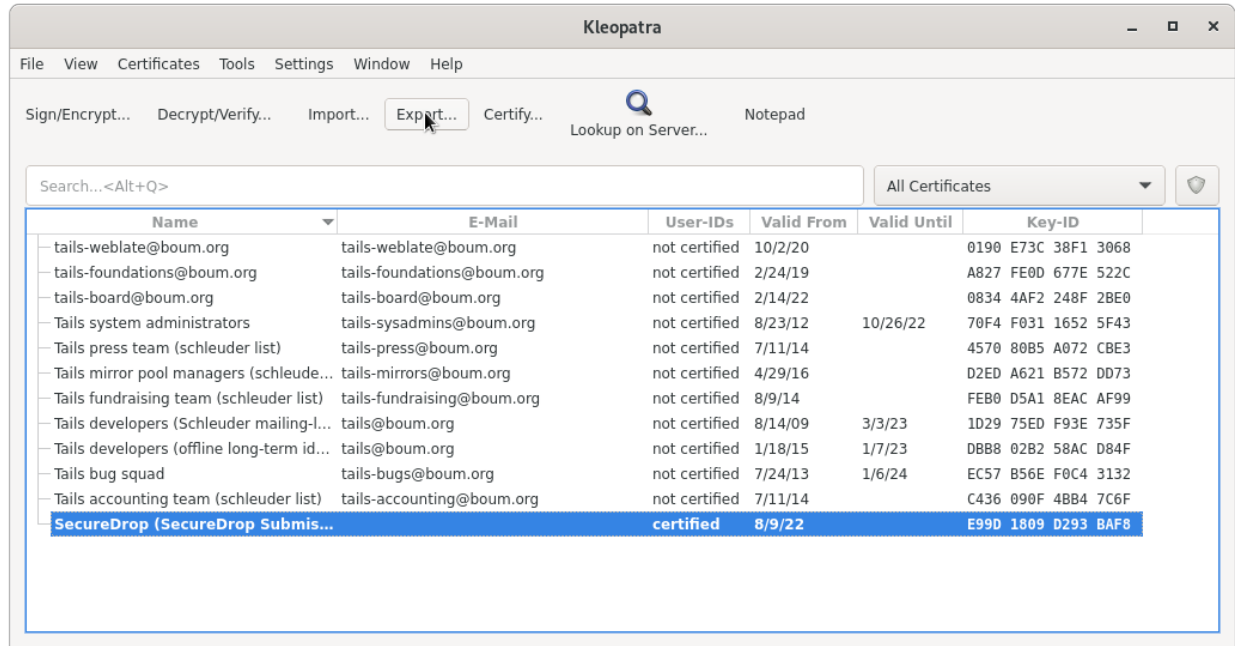 Kleopatra
File View Certificates Tools Settings Window Help
Sign/Encrypt... Decrypt/Verify... Import... Export... Certify... Lookup on Server... Notepad
Search...<Alt+Q> All Certificates
Name E-Mail User-IDs Valid From Valid Until Key-ID
tails-weblate@boum.org tails-weblate@boum.org not certified 10/2/20 0190 E73C 38F1 3068
tails-foundations@boum.org tails-foundations@boum.org not certified 2/24/19 A827 FE0D 677E 522C
tails-board@boum.org tails-board@boum.org not certified 2/14/22 0834 4AF2 248F 2BE0
Tails system administrators tails-sysadmins@boum.org not certified 8/23/12 10/26/22 70F4 F031 1652 5F43
Tails press team (schleuder list) tails-press@boum.org not certified 7/11/14 4570 80B5 A072 CBE3
Tails mirror pool managers (schleude... tails-mirrors@boum.org not certified 4/29/16 D2ED A621 B572 DD73
Tails fundraising team (schleuder list) tails-fundraising@boum.org not certified 8/9/14 FEB0 D5A1 8EAC AF99
Tails developers (Schleuder mailing-l... tails@boum.org not certified 8/14/09 3/3/23 1D29 75ED F93E 735F
Tails developers (offline long-term id... tails@boum.org not certified 1/18/15 1/7/23 DBB8 02B2 58AC D84F
Tails bug squad tails-bugs@boum.org not certified 7/24/13 1/6/24 EC57 B56E F0C4 3132
Tails accounting team (schleuder list) tails-accounting@boum.org not certified 7/11/14 C436 090F 4BB4 7C6F
SecureDrop (SecureDrop Submis... certified 8/9/22 E99D 1809 D293 BAF8